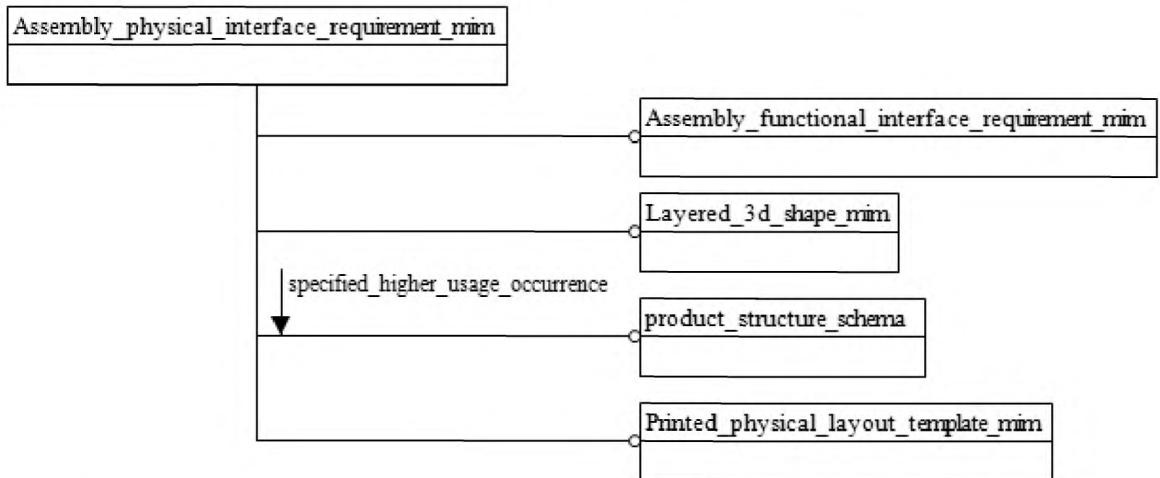 Assembly_physical_interface_requirement_mim
Assembly_functional_interface_requirement_mim
Layered_3d_shape_mim
specified_higher_usage_occurrence
product_structure_schema
Printed_physical_layout_template_mim